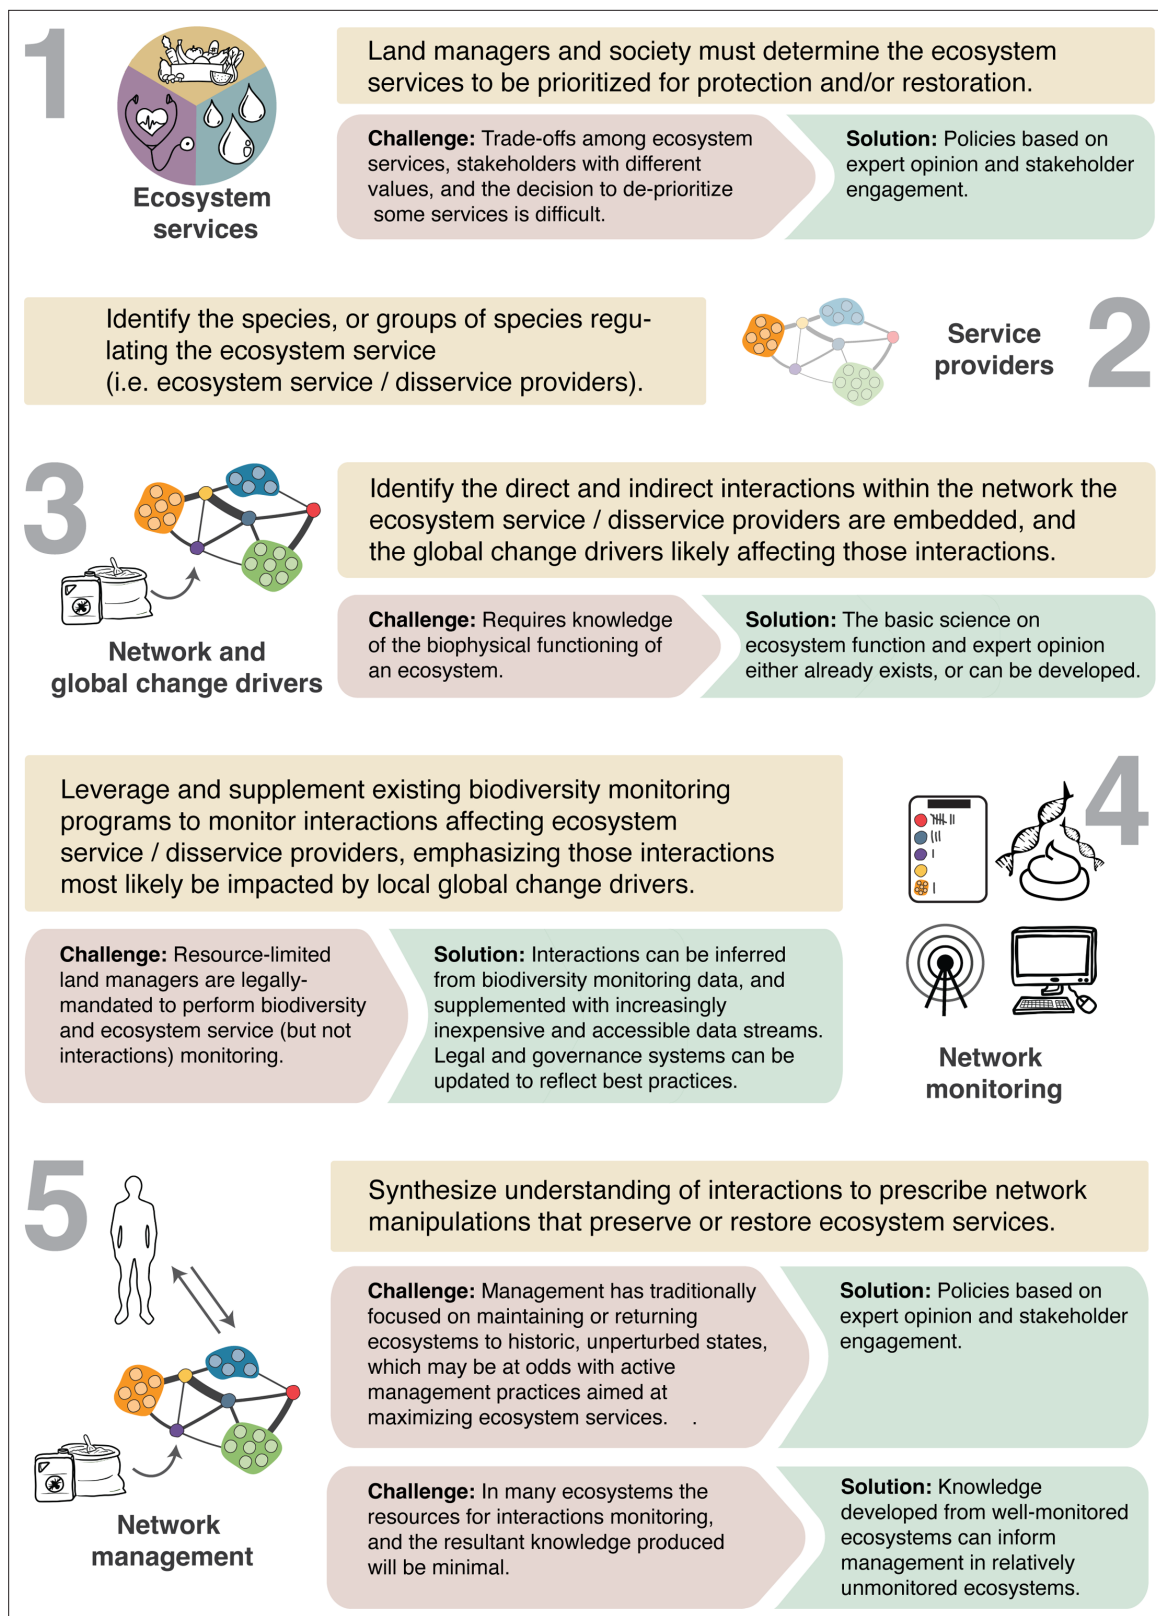 1
Ecosystem
services
Land managers and society must determine the ecosystem
services to be prioritized for protection and/or restoration.
Challenge: Trade-offs among ecosystem
services, stakeholders with different
values, and the decision to de-prioritize
some services is difficult.
Solution: Policies based on
expert opinion and stakeholder
engagement.
Identify the species, or groups of species regu-
lating the ecosystem service
(i.e. ecosystem service / disservice providers).
Service
providers
2
3
Network and
global change drivers
Identify the direct and indirect interactions within the network the
ecosystem service / disservice providers are embedded, and
the global change drivers likely affecting those interactions.
Challenge: Requires knowledge
of the biophysical functioning of
an ecosystem.
Solution: The basic science on
ecosystem function and expert opinion
either already exists, or can be developed.
Leverage and supplement existing biodiversity monitoring
programs to monitor interactions affecting ecosystem
service / disservice providers, emphasizing those interactions
most likely be impacted by local global change drivers.
4
Challenge: Resource-limited
land managers are legally-
mandated to perform biodiversity
and ecosystem service (but not
interactions) monitoring.
Solution: Interactions can be inferred
from biodiversity monitoring data, and
supplemented with increasingly
inexpensive and accessible data streams.
Legal and governance systems can be
updated to reflect best practices.
Network
monitoring
5
Network
management
Synthesize understanding of interactions to prescribe network
manipulations that preserve or restore ecosystem services.
Challenge: Management has traditionally
focused on maintaining or returning
ecosystems to historic, unperturbed states,
which may be at odds with active
management practices aimed at
maximizing ecosystem services. .
Solution: Policies based on
expert opinion and stakeholder
engagement.
Challenge: In many ecosystems the
resources for interactions monitoring,
and the resultant knowledge produced
will be minimal.
Solution: Knowledge
developed from well-monitored
ecosystems can inform
management in relatively
unmonitored ecosystems.